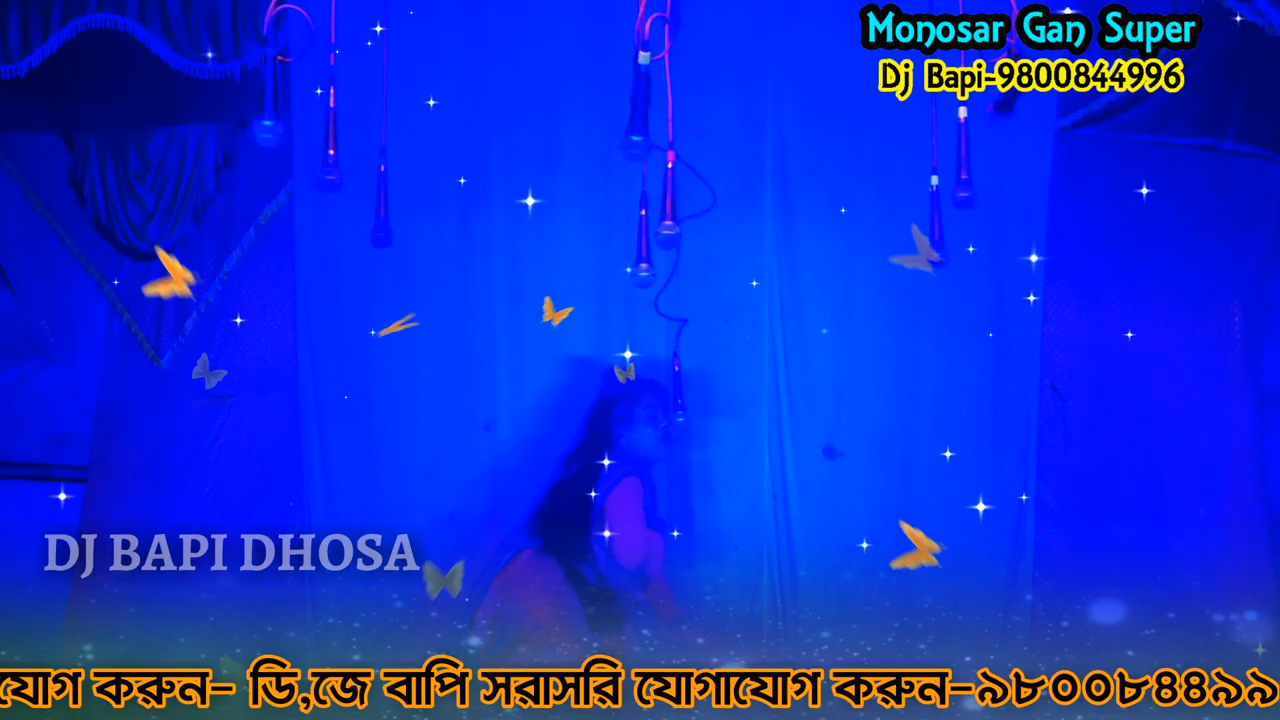 Monosar Gan Super
Dj Bapi-9800844996
DJ BAPI DHOSA
যোগ করুন- ডি,জে বাপি সরাসরি যোগাযোগ করুন-৯৮০০৮৪৪৯৯